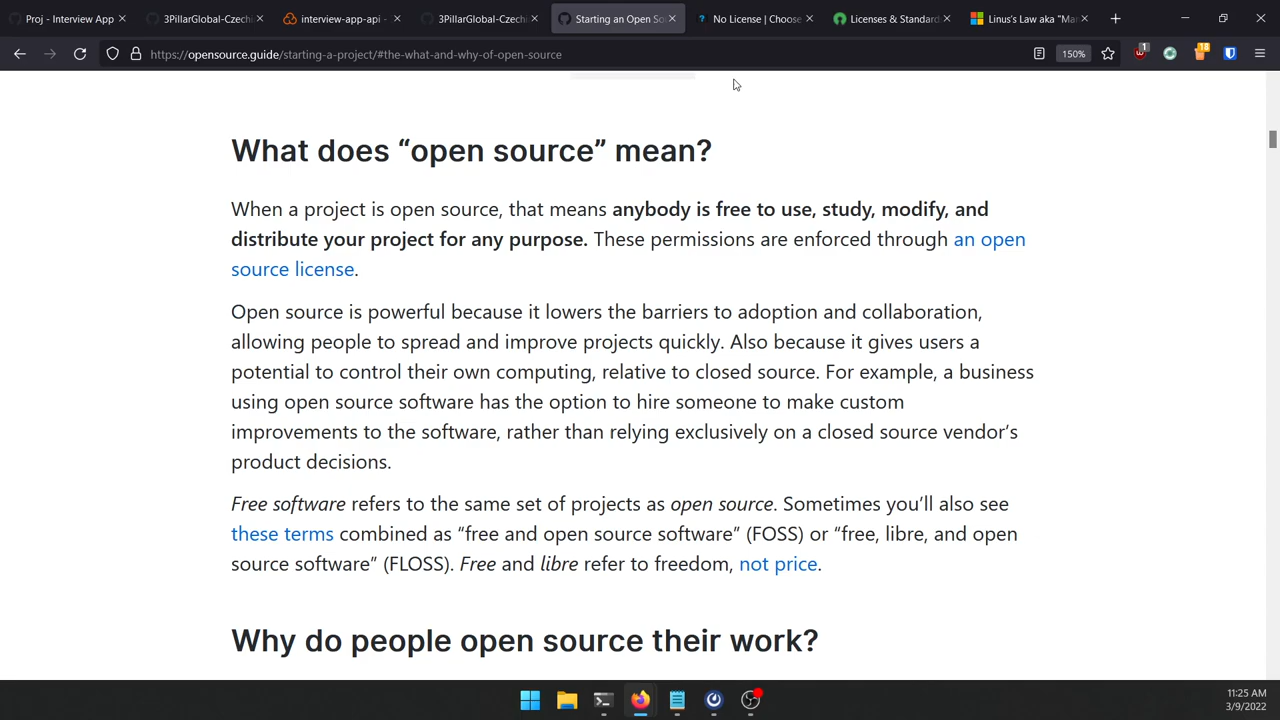 Proj - Interview App
3PillarGlobal-Czech
interview-app-api -
3PillarGlobal-Czech
Starting an Open So
No License | Choose
Licenses & Standard
Linus's Law aka "Ma
https://opensource.guide/starting-a-project/#the-what-and-why-of-open-source
150%
1
18
What does “open source” mean?
When a project is open source, that means anybody is free to use, study, modify, and
distribute your project for any purpose. These permissions are enforced through an open
source license.
Open source is powerful because it lowers the barriers to adoption and collaboration,
allowing people to spread and improve projects quickly. Also because it gives users a
potential to control their own computing, relative to closed source. For example, a business
using open source software has the option to hire someone to make custom
improvements to the software, rather than relying exclusively on a closed source vendor’s
product decisions.
Free software refers to the same set of projects as open source. Sometimes you’ll also see
these terms combined as “free and open source software” (FOSS) or “free, libre, and open
source software” (FLOSS). Free and libre refer to freedom, not price.
Why do people open source their work?
11:25 AM
3/9/2022